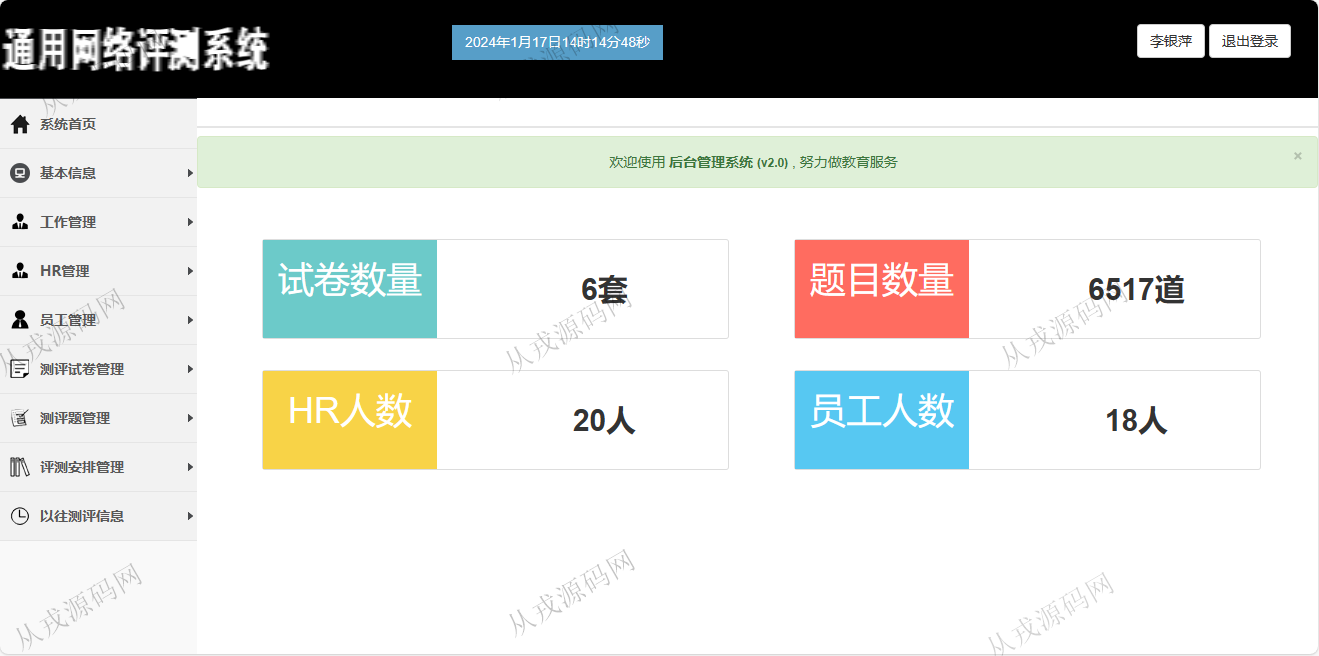 通用网络评测系统
2024年1月17日14时14分48秒
李银萍
退出登录
系统首页
基本信息
工作管理
HR管理
员工管理
测评试卷管理
测评题管理
评测安排管理
以往测评信息
欢迎使用 后台管理系统 (v2.0) , 努力做教育服务
×
试卷数量
6套
题目数量
6517道
HR人数
20人
员工人数
18人
从戎源码网
从戎源码网
从戎源码网
从戎源码网
从戎源码网
从戎源码网